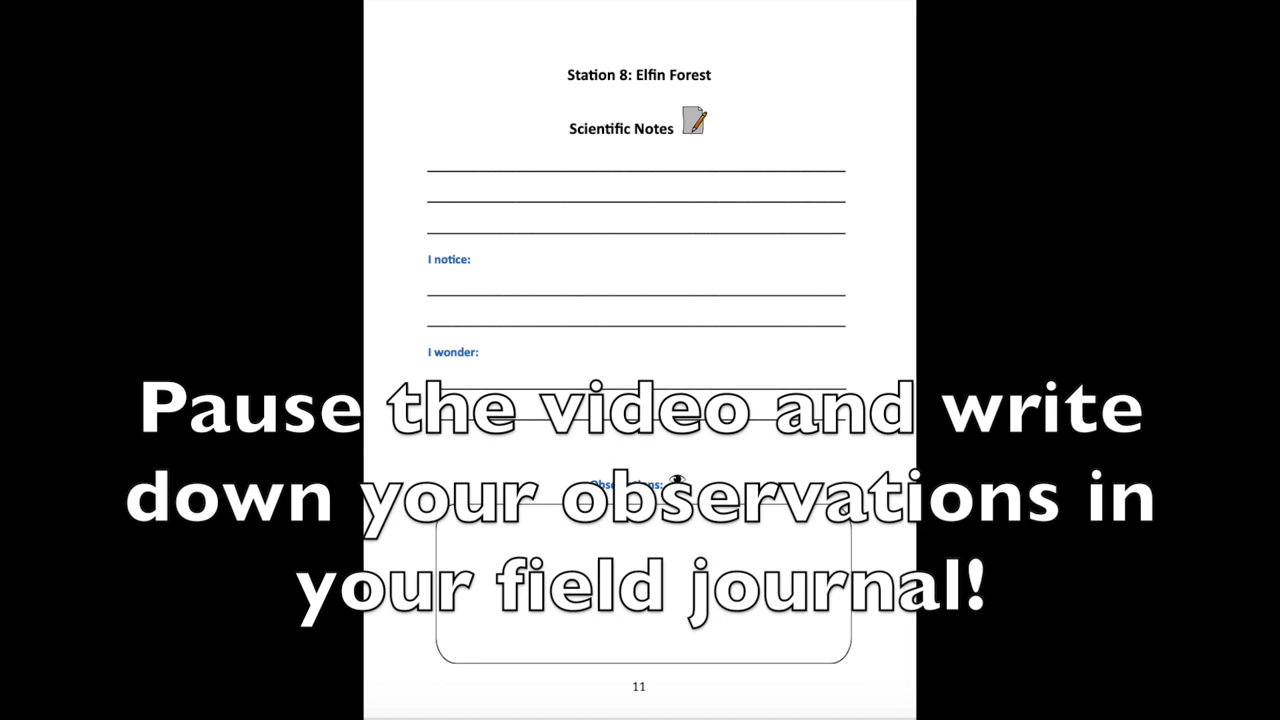 Station 8: Elfin Forest
Scientific Notes
I notice:
I wonder:
Pause the video and write
Observations:
down your observations in
your field journal!
11